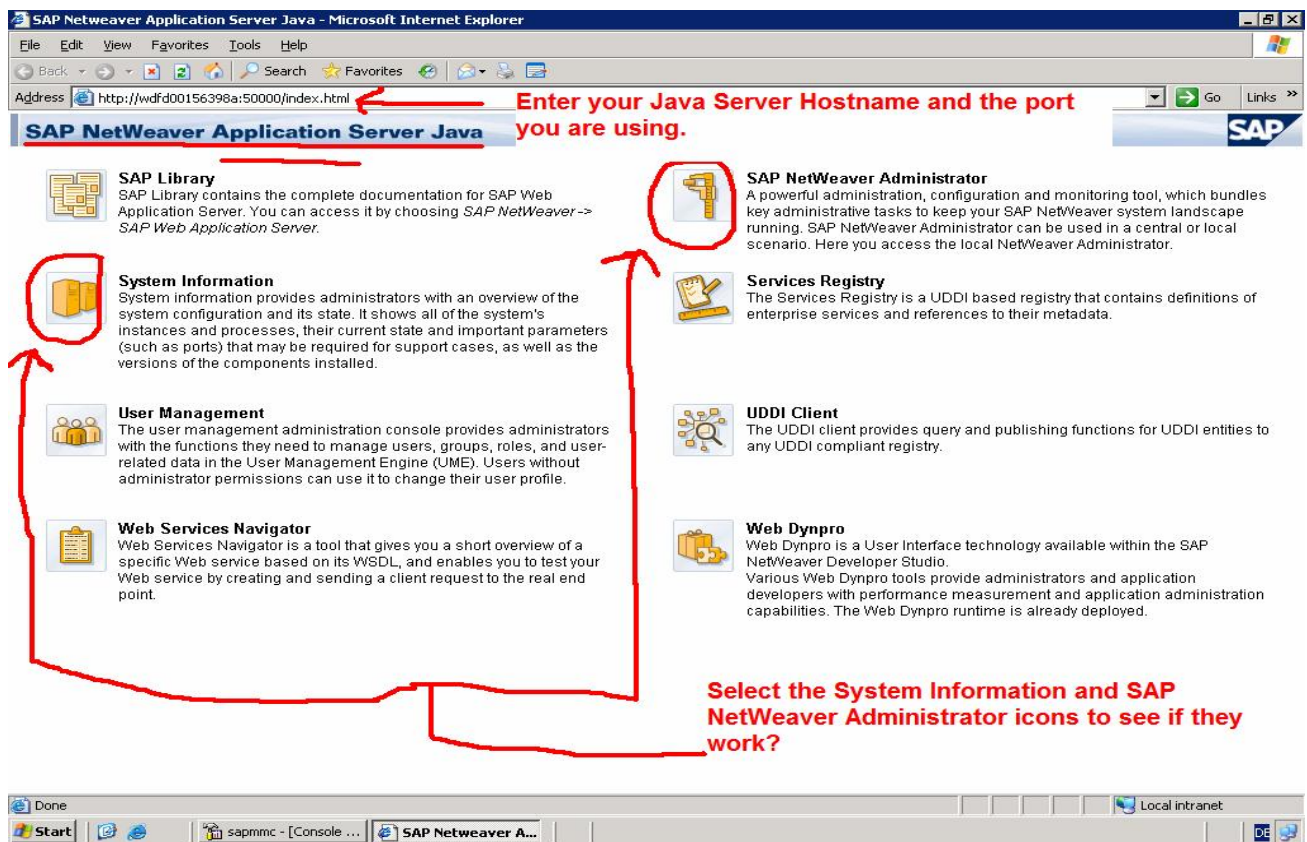 SAP Netweaver Application Server Java - Microsoft Internet Explorer
File Edit View Favorites Tools Help
Back Search Favorites
Address http://wdfd00156398a:50000/index.html Go Links »
Enter your Java Server Hostname and the port
you are using.
SAP NetWeaver Application Server Java
SAP
SAP Library
SAP Library contains the complete documentation for SAP Web
Application Server. You can access it by choosing SAP NetWeaver->
SAP Web Application Server.
SAP NetWeaver Administrator
A powerful administration, configuration and monitoring tool, which bundles
key administrative tasks to keep your SAP NetWeaver system landscape
running. SAP NetWeaver Administrator can be used in a central or local
scenario. Here you access the local NetWeaver Administrator.
System Information
System information provides administrators with an overview of the
system configuration and its state. It shows all of the system's
instances and processes, their current state and important parameters
(such as ports) that may be required for support cases, as well as the
versions of the components installed.
Services Registry
The Services Registry is a UDDI based registry that contains definitions of
enterprise services and references to their metadata.
User Management
The user management administration console provides administrators
with the functions they need to manage users, groups, roles, and user-
related data in the User Management Engine (UME). Users without
administrator permissions can use it to change their user profile.
UDDI Client
The UDDI client provides query and publishing functions for UDDI entities to
any UDDI compliant registry.
Web Services Navigator
Web Services Navigator is a tool that gives you a short overview of a
specific Web service based on its WSDL, and enables you to test your
Web service by creating and sending a client request to the real end
point.
Web Dynpro
Web Dynpro is a User Interface technology available within the SAP
NetWeaver Developer Studio.
Various Web Dynpro tools provide administrators and application
developers with performance measurement and application administration
capabilities. The Web Dynpro runtime is already deployed.
Select the System Information and SAP
NetWeaver Administrator icons to see if they
work?
Done Local intranet
Start sapmmc - [Console ... SAP Netweaver A... DE